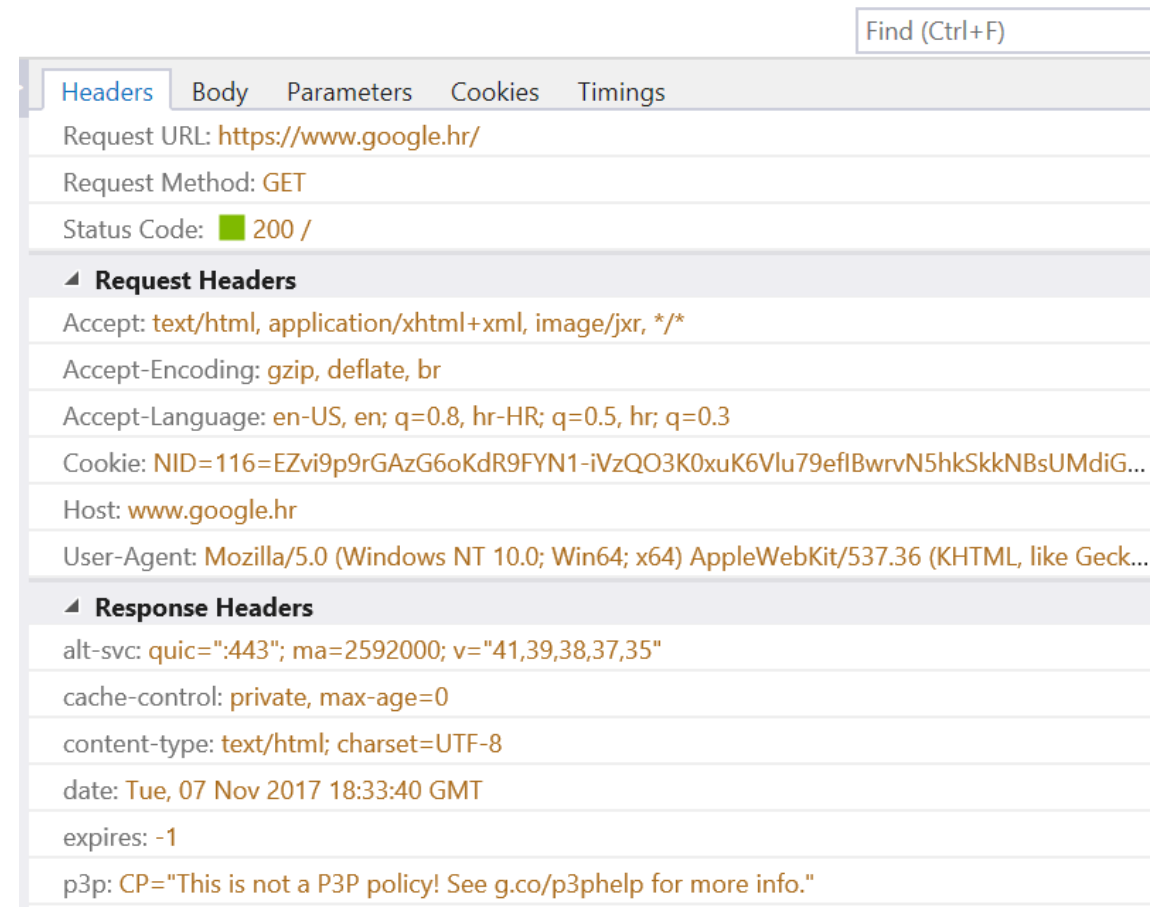 Find (Ctrl+F)
Headers Body Parameters Cookies Timings
Request URL: https://www.google.hr/
Request Method: GET
Status Code: 200 /
Request Headers
Accept: text/html, application/xhtml+xml, image/jxr, */*
Accept-Encoding: gzip, deflate, br
Accept-Language: en-US, en; q=0.8, hr-HR; q=0.5, hr; q=0.3
Cookie: NID=116=EZvi9p9rGAzG6oKdR9FYN1-iVzQO3K0xuK6Vlu79eflBwrvN5hkSkkNBsUMdiG...
Host: www.google.hr
User-Agent: Mozilla/5.0 (Windows NT 10.0; Win64; x64) AppleWebKit/537.36 (KHTML, like Geck...
Response Headers
alt-svc: quic=":443"; ma=2592000; v="41,39,38,37,35"
cache-control: private, max-age=0
content-type: text/html; charset=UTF-8
date: Tue, 07 Nov 2017 18:33:40 GMT
expires: -1
p3p: CP="This is not a P3P policy! See g.co/p3phelp for more info."